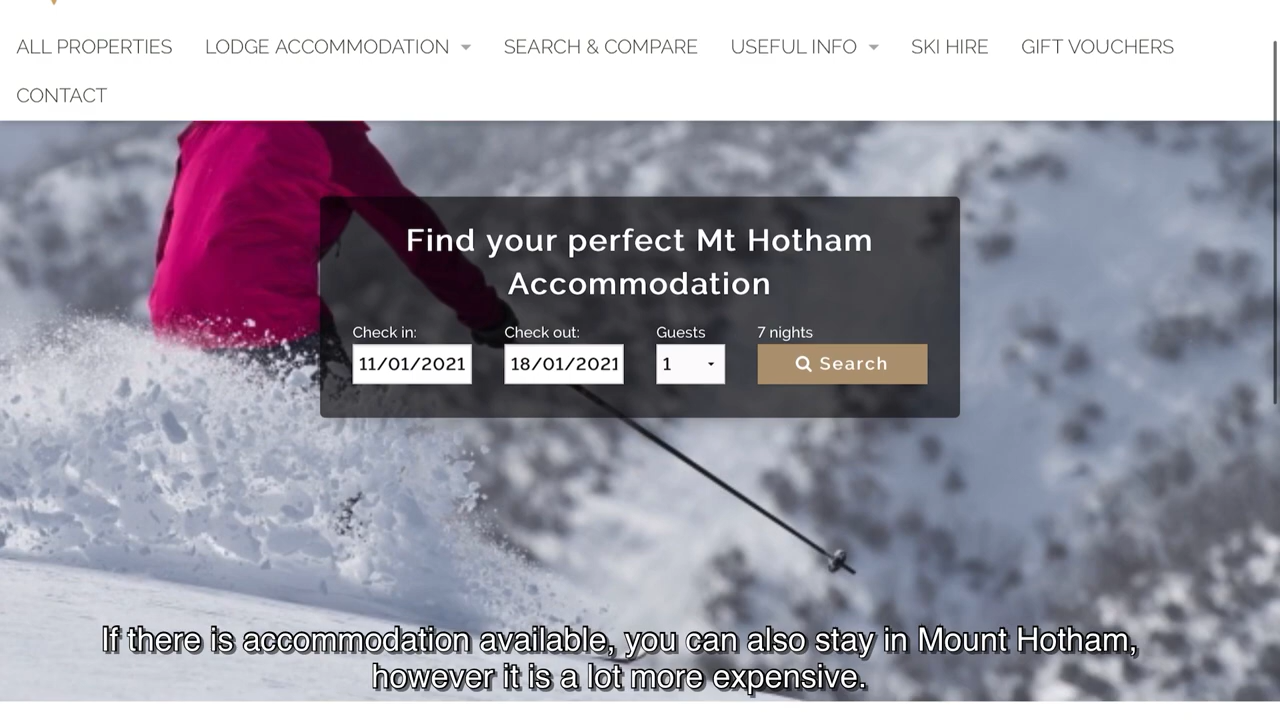 ALL PROPERTIES LODGE ACCOMMODATION SEARCH & COMPARE USEFUL INFO SKI HIRE GIFT VOUCHERS
CONTACT
Find your perfect Mt Hotham
Accommodation
Check in: Check out: Guests 7 nights
11/01/2021 18/01/2021 1 Search
If there is accommodation available, you can also stay in Mount Hotham,
however it is a lot more expensive.